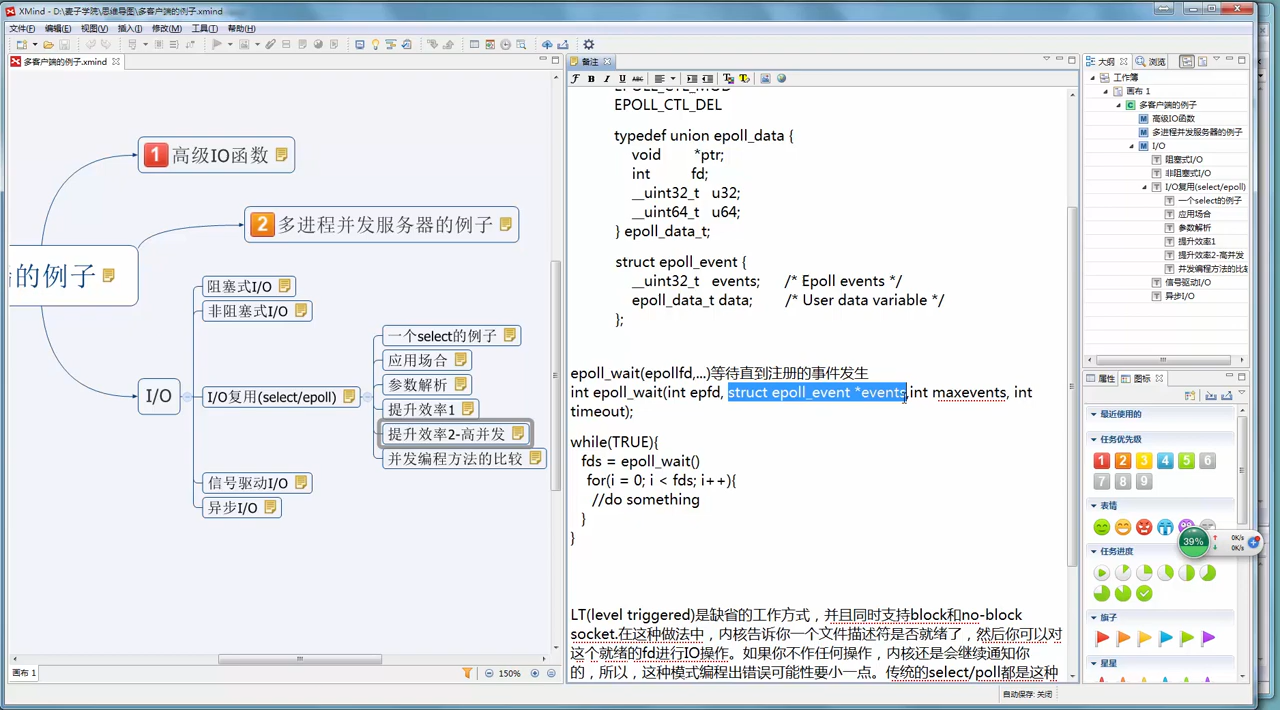 XMind - D:\麦子学院\思维导图\多客户端的例子.xmind
文件(F) 编辑(E) 视图(V) 插入(I) 修改(M) 工具(T) 帮助(H)
多客户端的例子.xmind
1 高级IO函数
2 多进程并发服务器的例子
的例子
阻塞式I/O
非阻塞式I/O
I/O
I/O复用(select/epoll)
一个select的例子
应用场合
参数解析
提升效率1
提升效率2-高并发
并发编程方法的比较
信号驱动I/O
异步I/O
画布 1
150%
备注
EPOLL_CTL_MOD
EPOLL_CTL_DEL
typedef union epoll_data {
void *ptr;
int fd;
__uint32_t u32;
__uint64_t u64;
} epoll_data_t;
struct epoll_event {
__uint32_t events; /* Epoll events */
epoll_data_t data; /* User data variable */
};
epoll_wait(epollfd,...)等待直到注册的事件发生
int epoll_wait(int epfd, struct epoll_event *events,int maxevents, int
timeout);
while(TRUE){
fds = epoll_wait()
for(i = 0; i < fds; i++){
//do something
}
}
LT(level triggered)是缺省的工作方式，并且同时支持block和no-block
socket.在这种做法中，内核告诉你一个文件描述符是否就绪了，然后你可以对
这个就绪的fd进行IO操作。如果你不作任何操作，内核还是会继续通知你
的，所以，这种模式编程出错误可能性要小一点。传统的select/poll都是这种
大纲 浏览
工作簿
画布 1
多客户端的例子
高级IO函数
多进程并发服务器的例子
I/O
阻塞式I/O
非阻塞式I/O
I/O复用(select/epoll)
一个select的例子
应用场合
参数解析
提升效率1
提升效率2-高并发
并发编程方法的比较
信号驱动I/O
异步I/O
属性 图标
最近使用的
任务优先级
1 2 3 4 5 6
7 8 9
表情
39%
0K/s
0K/s
任务进度
旗子
星星
自动保存: 关闭